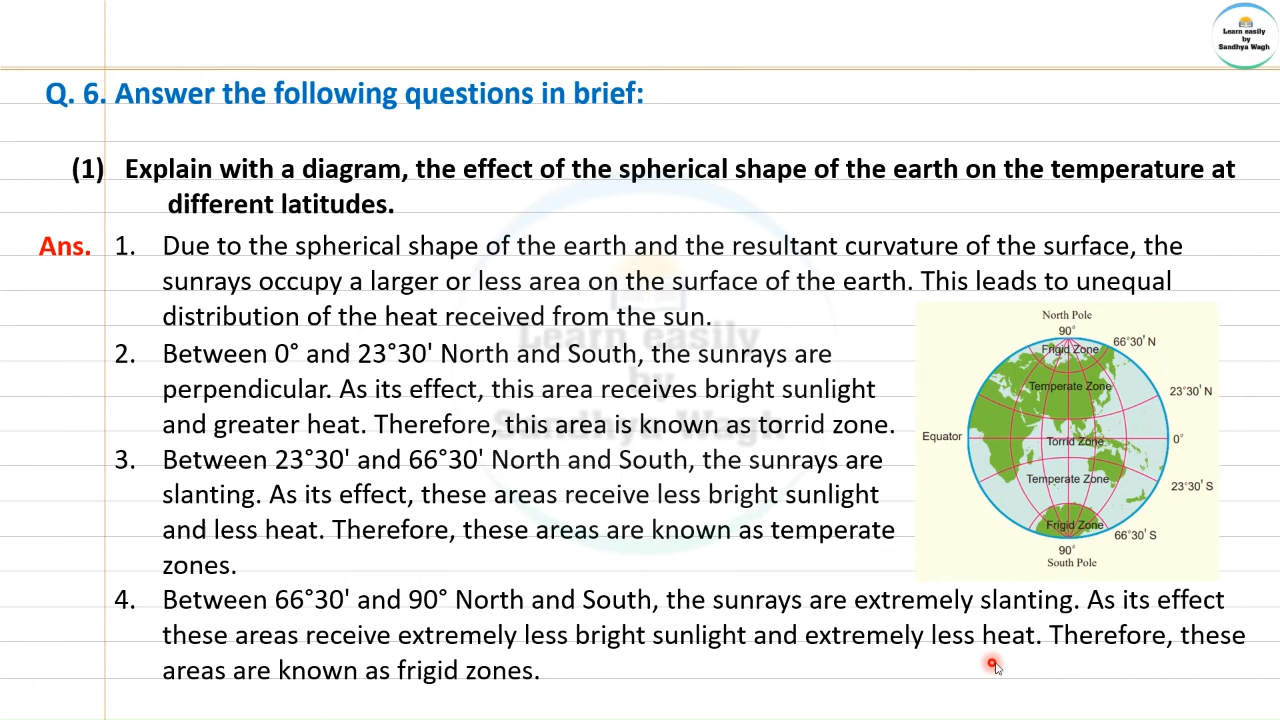 Learn easily
by
Sandhya Wagh
Q. 6. Answer the following questions in brief:
(1) Explain with a diagram, the effect of the spherical shape of the earth on the temperature at
different latitudes.
Ans. 1. Due to the spherical shape of the earth and the resultant curvature of the surface, the
sunrays occupy a larger or less area on the surface of the earth. This leads to unequal
distribution of the heat received from the sun.
2. Between 0° and 23°30' North and South, the sunrays are
perpendicular. As its effect, this area receives bright sunlight
and greater heat. Therefore, this area is known as torrid zone.
3. Between 23°30' and 66°30' North and South, the sunrays are
slanting. As its effect, these areas receive less bright sunlight
and less heat. Therefore, these areas are known as temperate
zones.
4. Between 66°30' and 90° North and South, the sunrays are extremely slanting. As its effect
these areas receive extremely less bright sunlight and extremely less heat. Therefore, these
areas are known as frigid zones.
North Pole
90°
66°30' N
Frigid Zone
Temperate Zone
23°30' N
Equator
Torrid Zone
0°
Temperate Zone
23°30' S
Frigid Zone
66°30' S
90°
South Pole
Learn easily
by
Sandhya Wagh